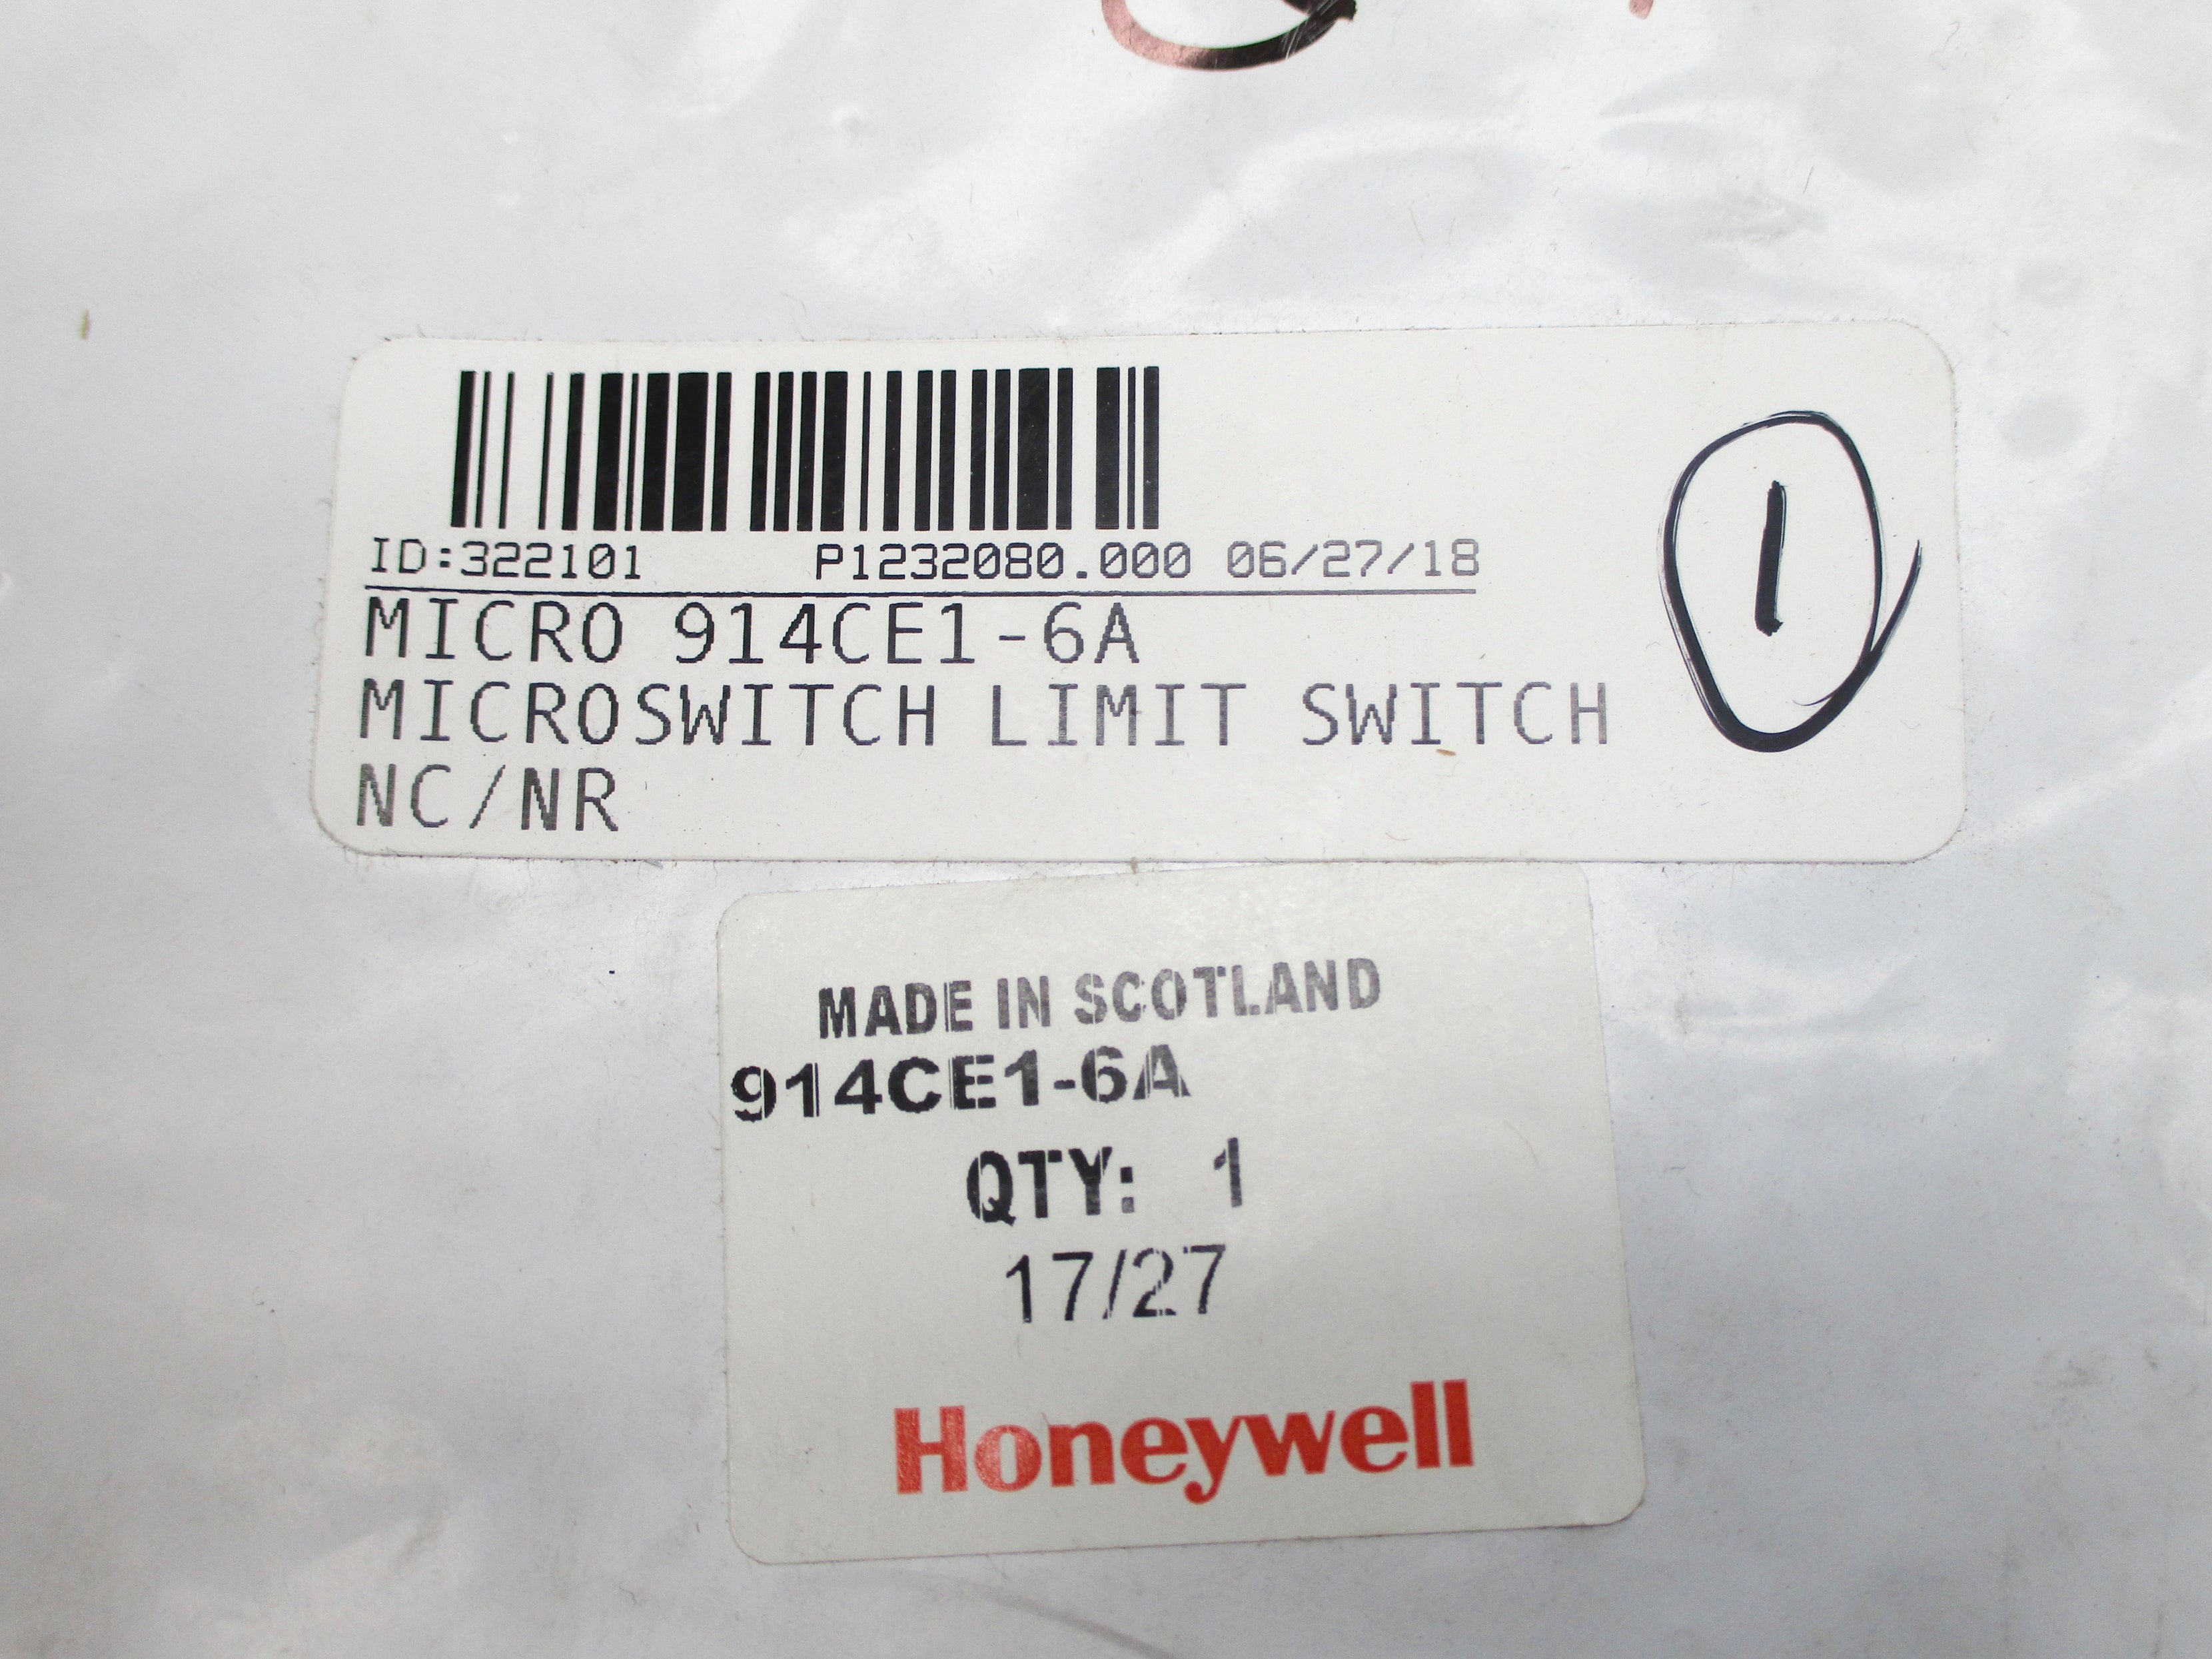 ID:322101 P1232080.000 06/27/18
1
MICRO 914CE1-6A
MICROSWITCH LIMIT SWITCH
NC/NR
MADE IN SCOTLAND
914CE1-6A
QTY: 1
17/27
Honeywell